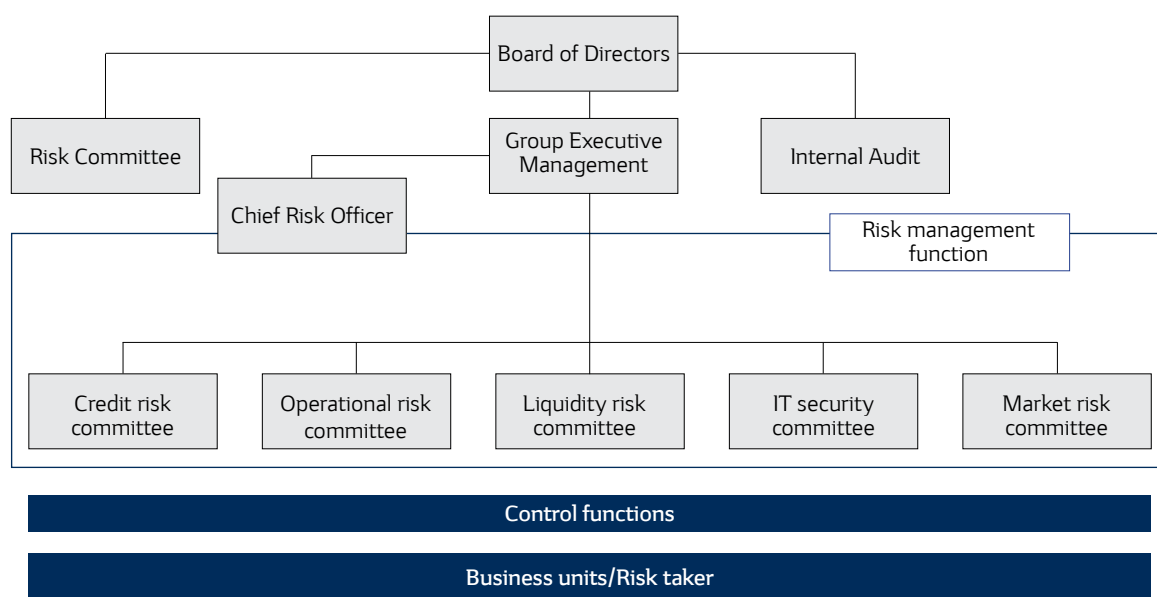 Board of Directors
Risk Committee
Group Executive
Management
Internal Audit
Chief Risk Officer
Risk management
function
Credit risk
committee
Operational risk
committee
Liquidity risk
committee
IT security
committee
Market risk
committee
Control functions
Business units/Risk taker